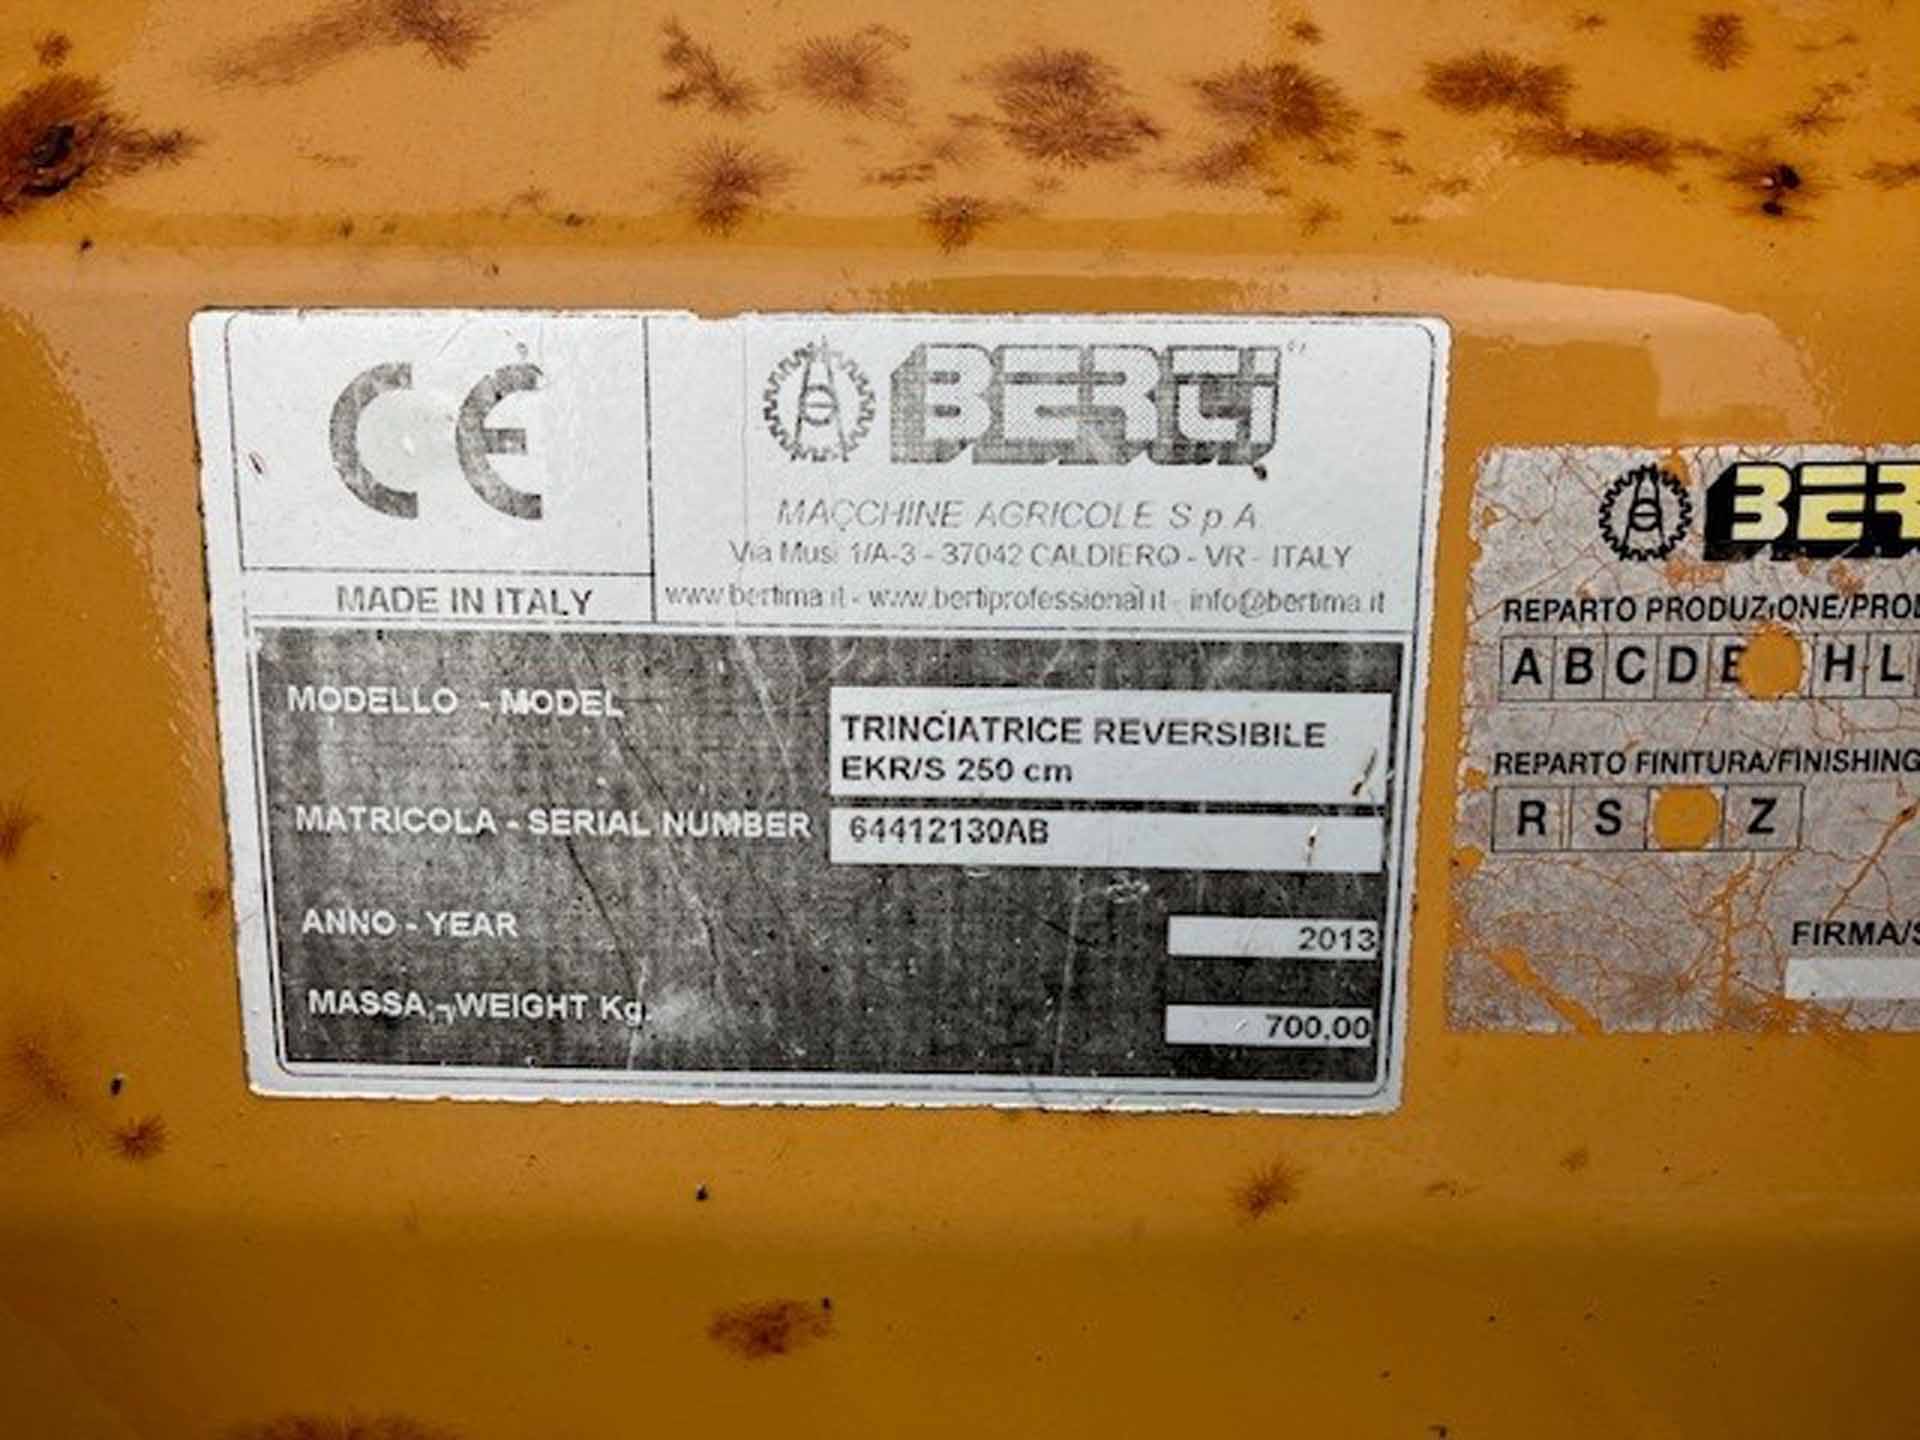 CE
BERTI
MACCHINE AGRICOLE S.p.A.
Via Musi 1/A-3 - 37042 CALDIERO - VR - ITALY
MADE IN ITALY
www.bertima.it - www.bertiprofessional.it - info@bertima.it
MODELLO - MODEL
TRINCIATRICE REVERSIBILE
EKR/S 250 cm
MATRICOLA - SERIAL NUMBER
64412130AB
ANNO - YEAR
2013
MASSA - WEIGHT Kg.
700.00
BER
REPARTO PRODUZIONE/PROD
A B C D E H L
REPARTO FINITURA/FINISHING
R S Z
FIRMA/S